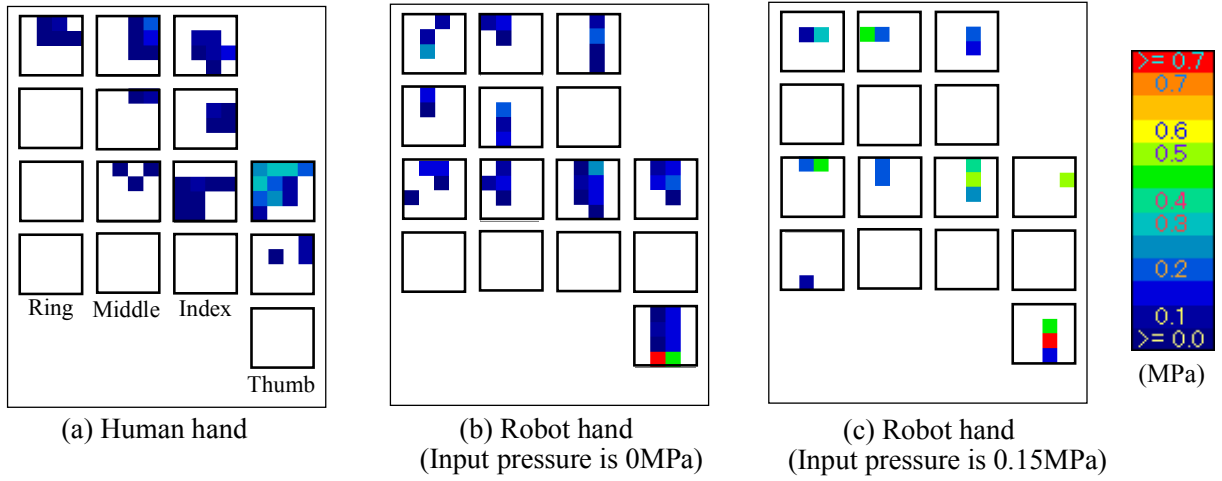 >= 0.7
0.7
0.6
0.5
0.4
0.3
0.2
0.1
>= 0.0
(MPa)
Ring Middle Index
Thumb
(a) Human hand
(b) Robot hand
(Input pressure is 0MPa)
(c) Robot hand
(Input pressure is 0.15MPa)